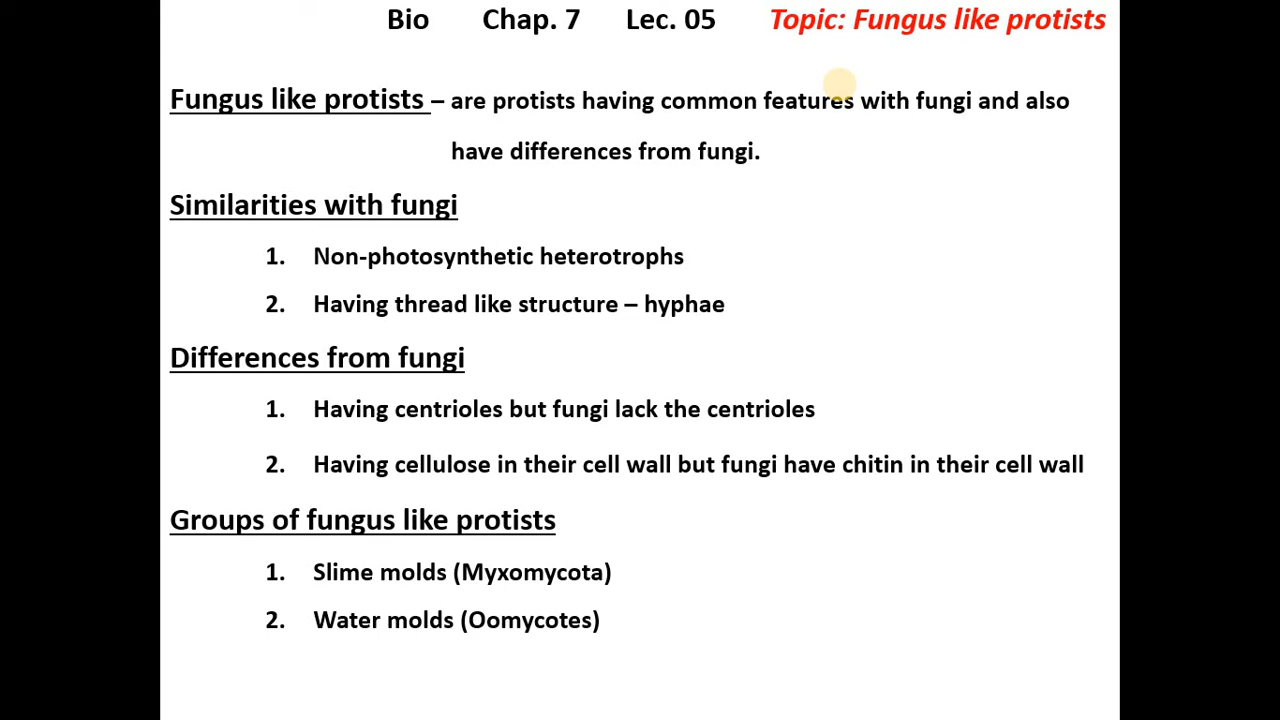 Bio Chap. 7 Lec. 05 Topic: Fungus like protists
Fungus like protists – are protists having common features with fungi and also
have differences from fungi.
Similarities with fungi
1. Non-photosynthetic heterotrophs
2. Having thread like structure – hyphae
Differences from fungi
1. Having centrioles but fungi lack the centrioles
2. Having cellulose in their cell wall but fungi have chitin in their cell wall
Groups of fungus like protists
1. Slime molds (Myxomycota)
2. Water molds (Oomycotes)